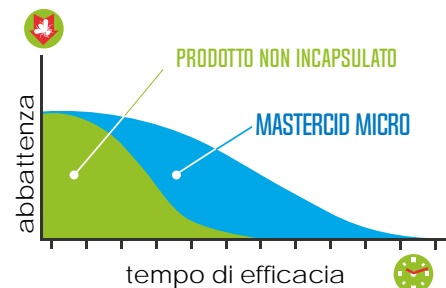 PRODOTTO NON INCAPSULATO
MASTERCID MICRO
abbattenza
tempo di efficacia